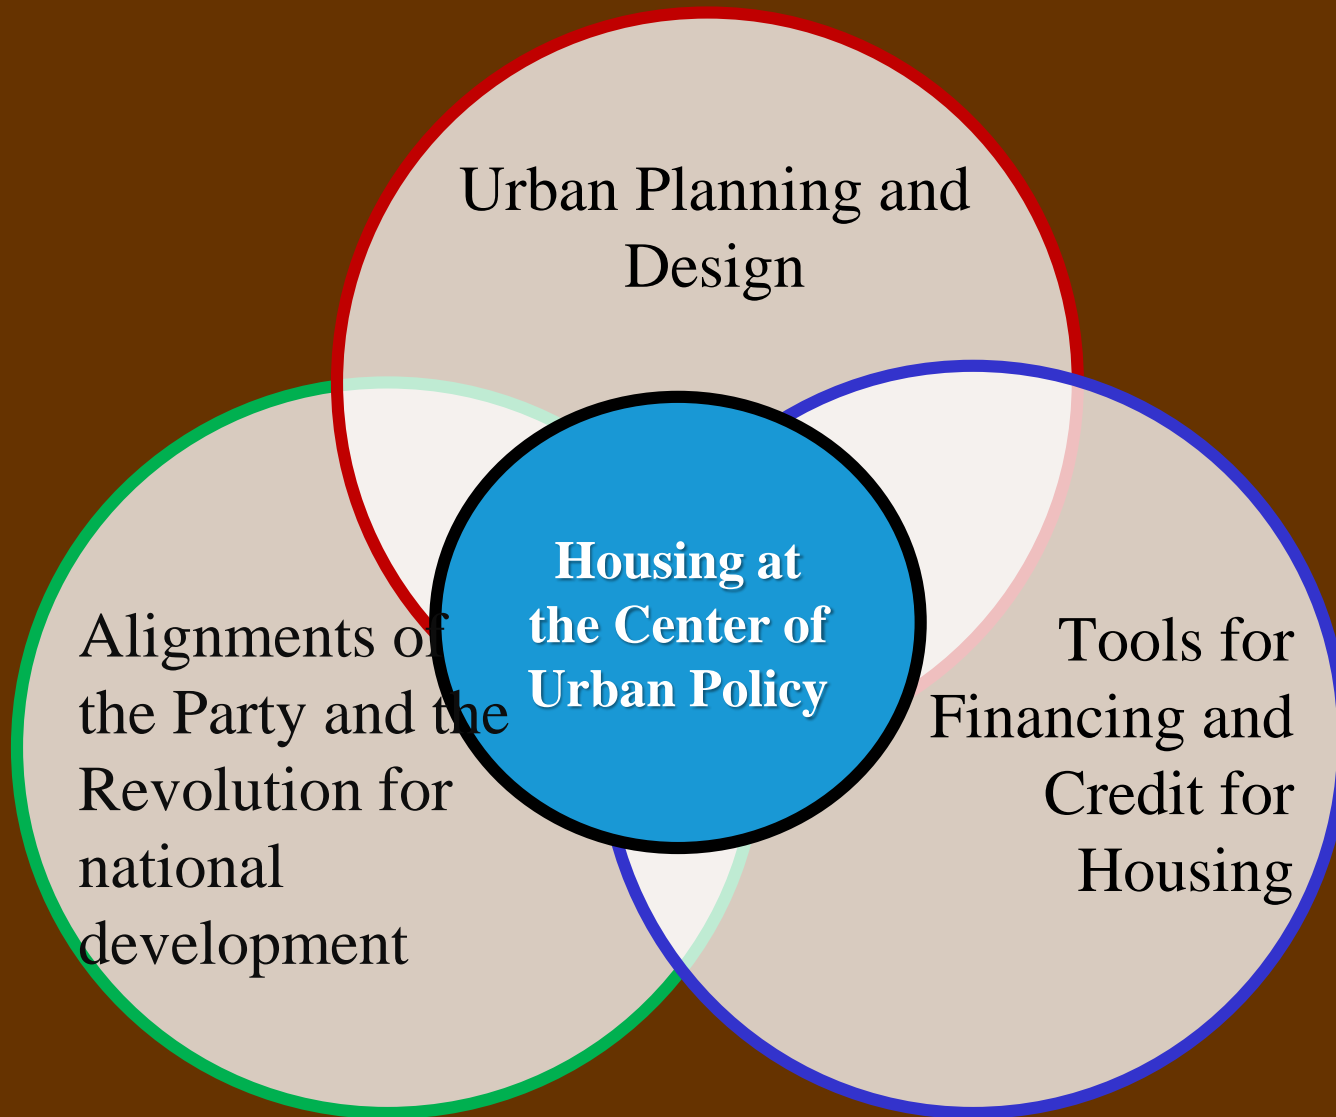 Urban Planning and
Design
Housing at
the Center of
Urban Policy
Alignments of
the Party and the
Revolution for
national
development
Tools for
Financing and
Credit for
Housing